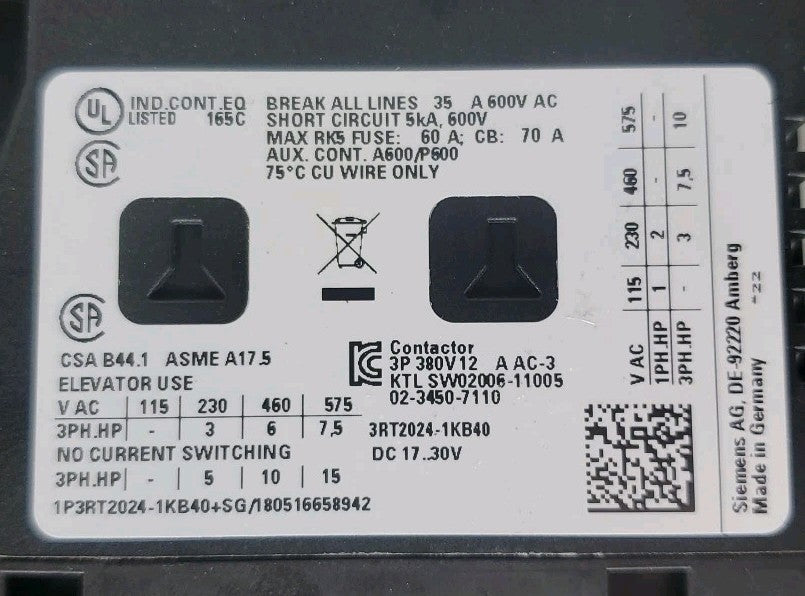 UL IND.CONT.EQ
LISTED 165C
SA
BREAK ALL LINES 35 A 600V AC
SHORT CIRCUIT 5kA, 600V
MAX RK5 FUSE: 60 A; CB: 70 A
AUX. CONT. A600/P600
75°C CU WIRE ONLY
SA
CSA B44.1 ASME A17.5
ELEVATOR USE
V AC 115 230 460 575
3PH.HP - 3 6 7,5
NO CURRENT SWITCHING
3PH.HP - 5 10 15
1P3RT2024-1KB40+SG/180516658942
Contactor
3P 380V 12 A AC-3
KTL SW02006-11005
02-3450-7110
3RT2024-1KB40
DC 17..30V
V AC 115 230 460 575
1PH.HP 1 2 - -
3PH.HP - 3 7,5 10
Siemens AG, DE-92220 Amberg
Made in Germany *22